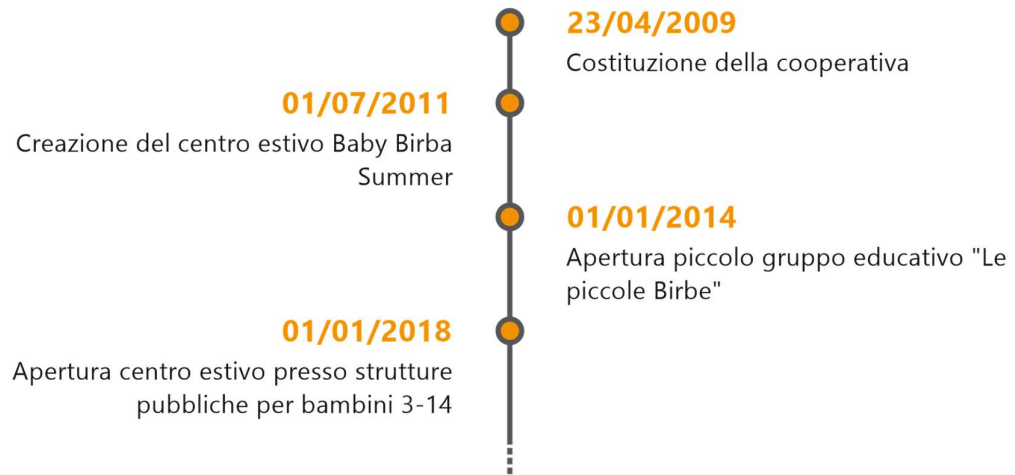 23/04/2009
Costituzione della cooperativa
01/07/2011
Creazione del centro estivo Baby Birba
Summer
01/01/2014
Apertura piccolo gruppo educativo "Le
piccole Birbe"
01/01/2018
Apertura centro estivo presso strutture
pubbliche per bambini 3-14